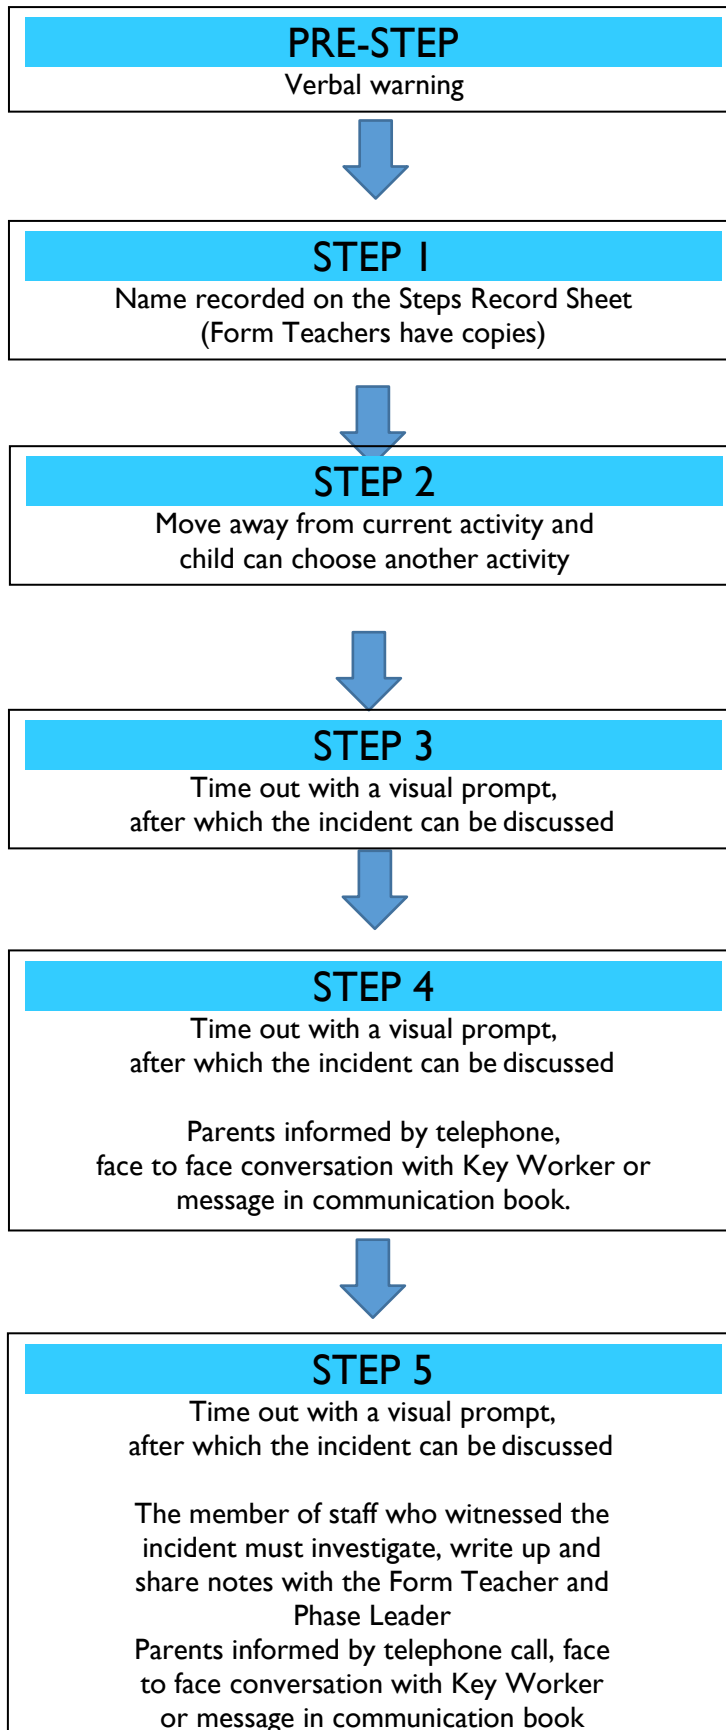 PRE-STEP
Verbal warning
STEP 1
Name recorded on the Steps Record Sheet
(Form Teachers have copies)
STEP 2
Move away from current activity and
child can choose another activity
STEP 3
Time out with a visual prompt,
after which the incident can be discussed
STEP 4
Time out with a visual prompt,
after which the incident can be discussed
Parents informed by telephone,
face to face conversation with Key Worker or
message in communication book.
STEP 5
Time out with a visual prompt,
after which the incident can be discussed
The member of staff who witnessed the
incident must investigate, write up and
share notes with the Form Teacher and
Phase Leader
Parents informed by telephone call, face
to face conversation with Key Worker
or message in communication book